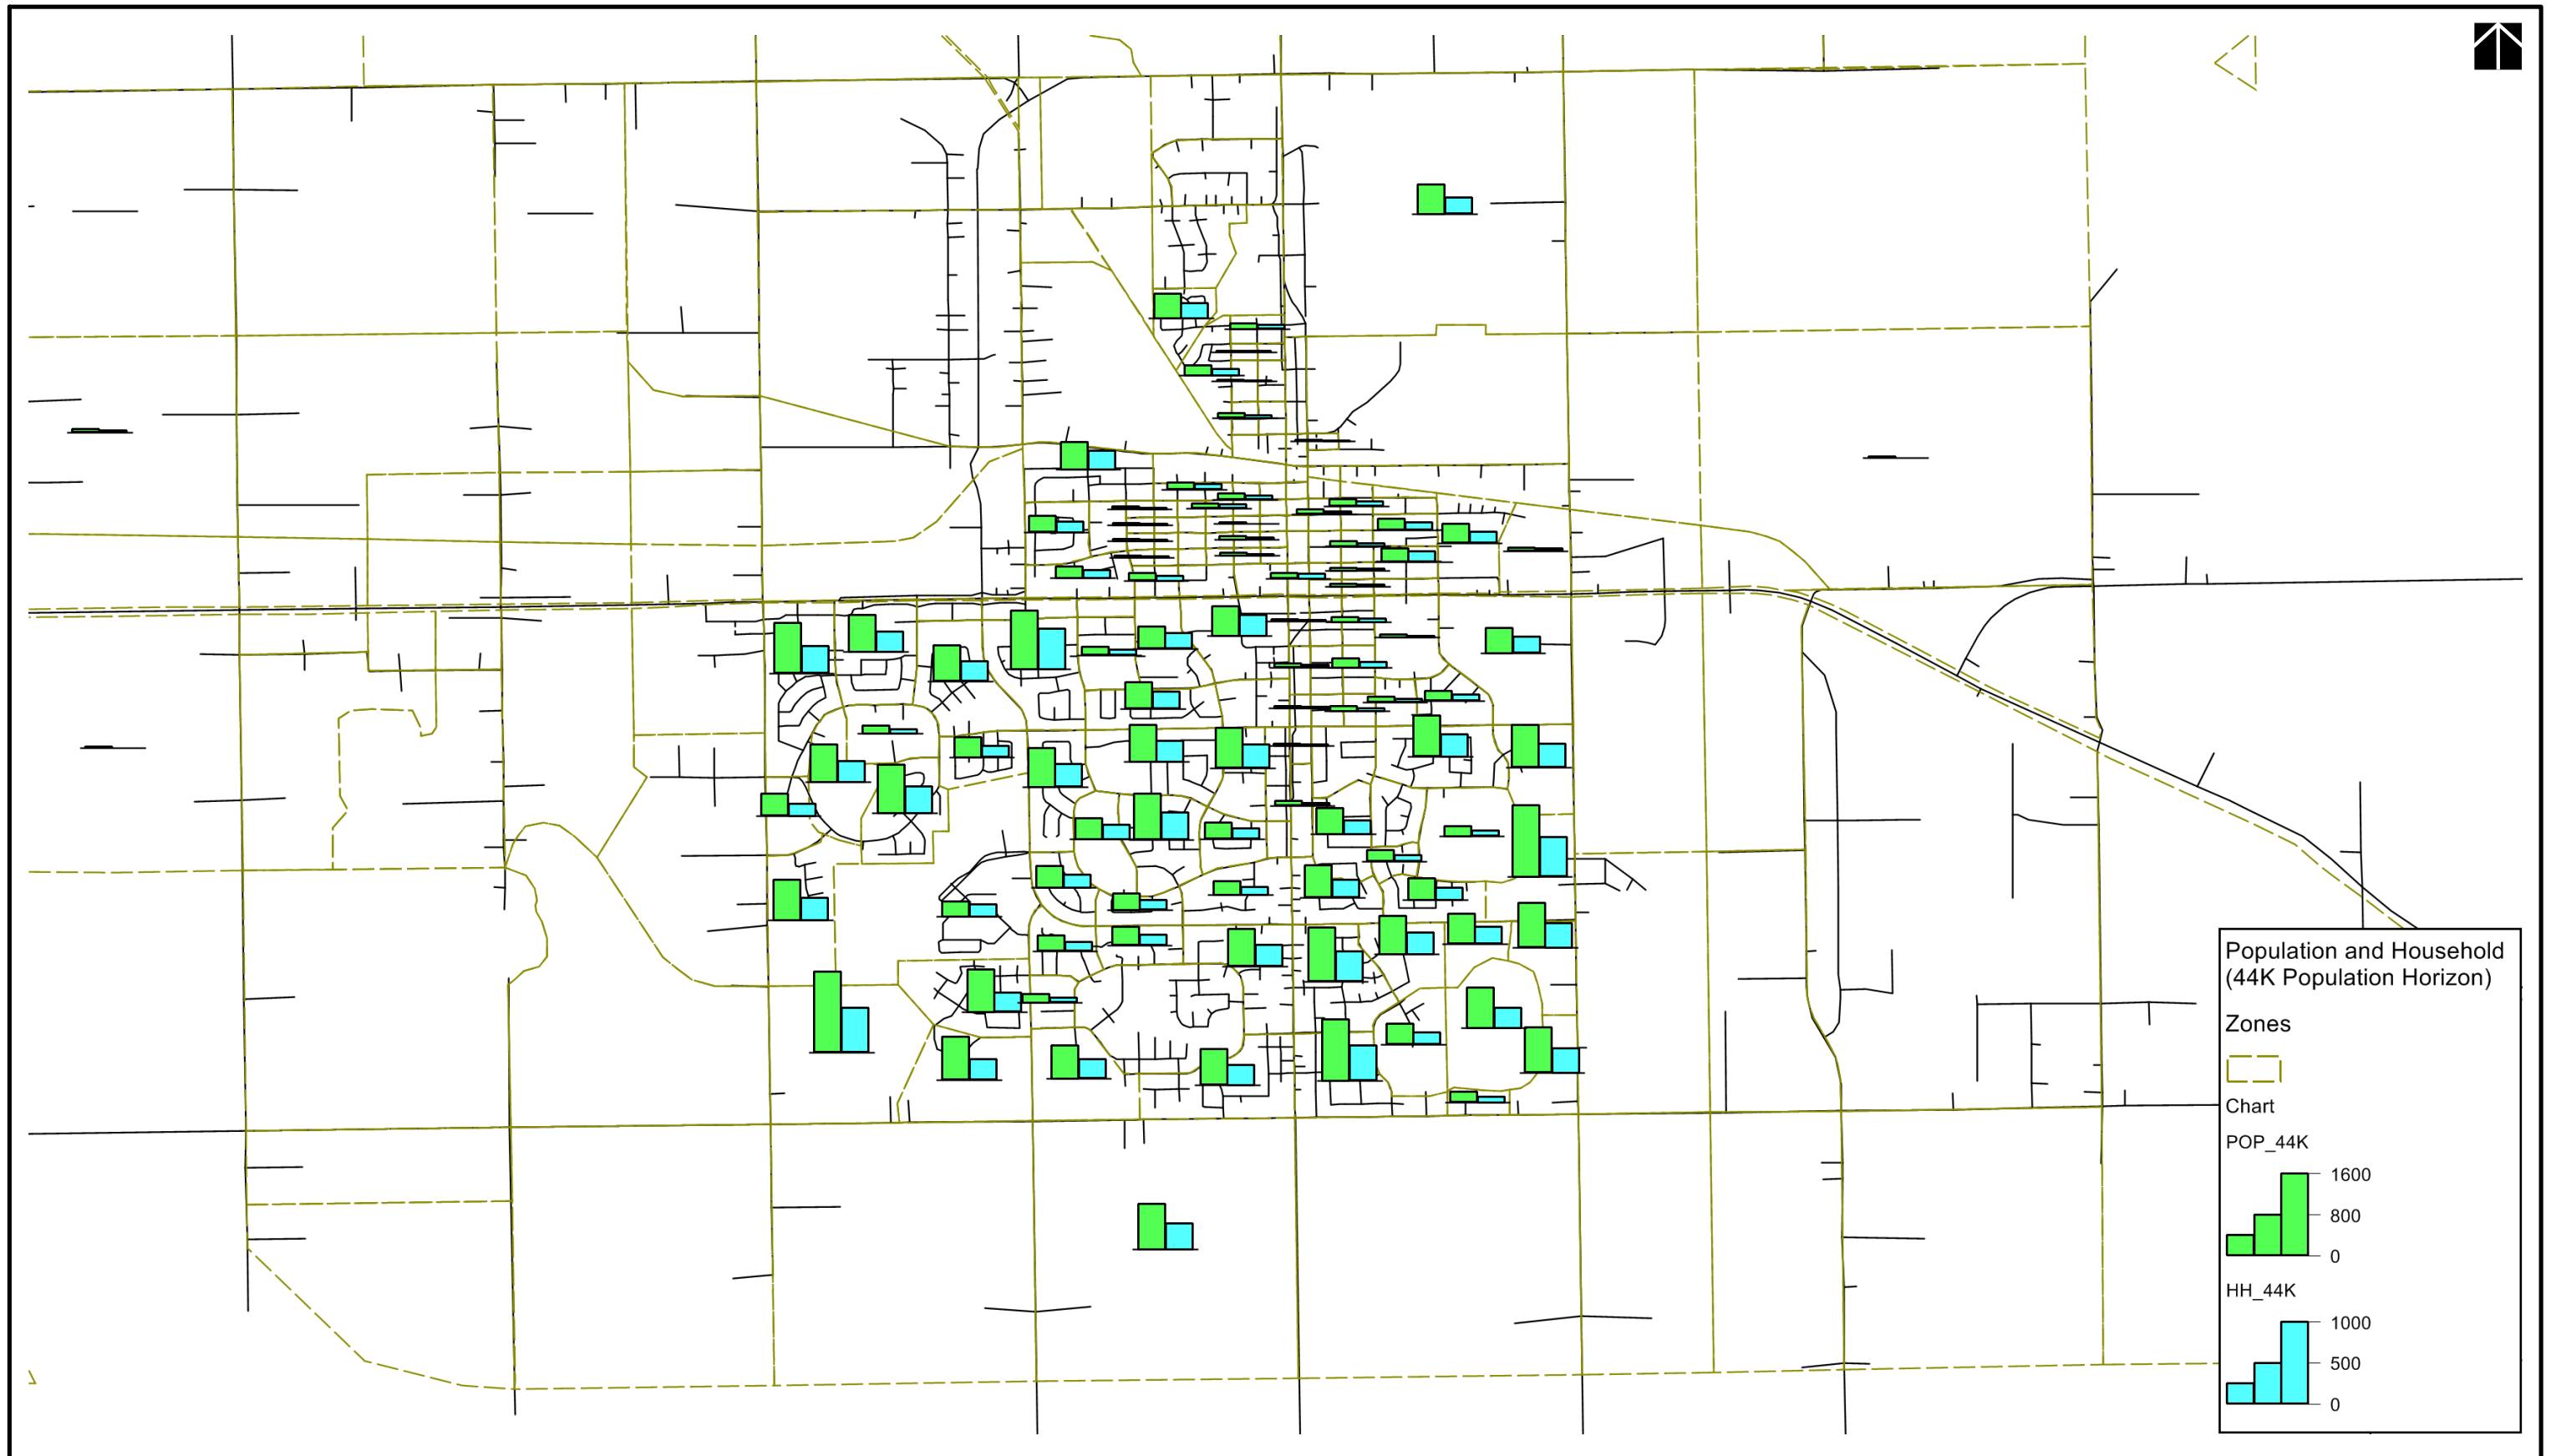 Population and Household
(44K Population Horizon)
Zones
Chart
POP_44K
1600
800
0
HH_44K
1000
500
0